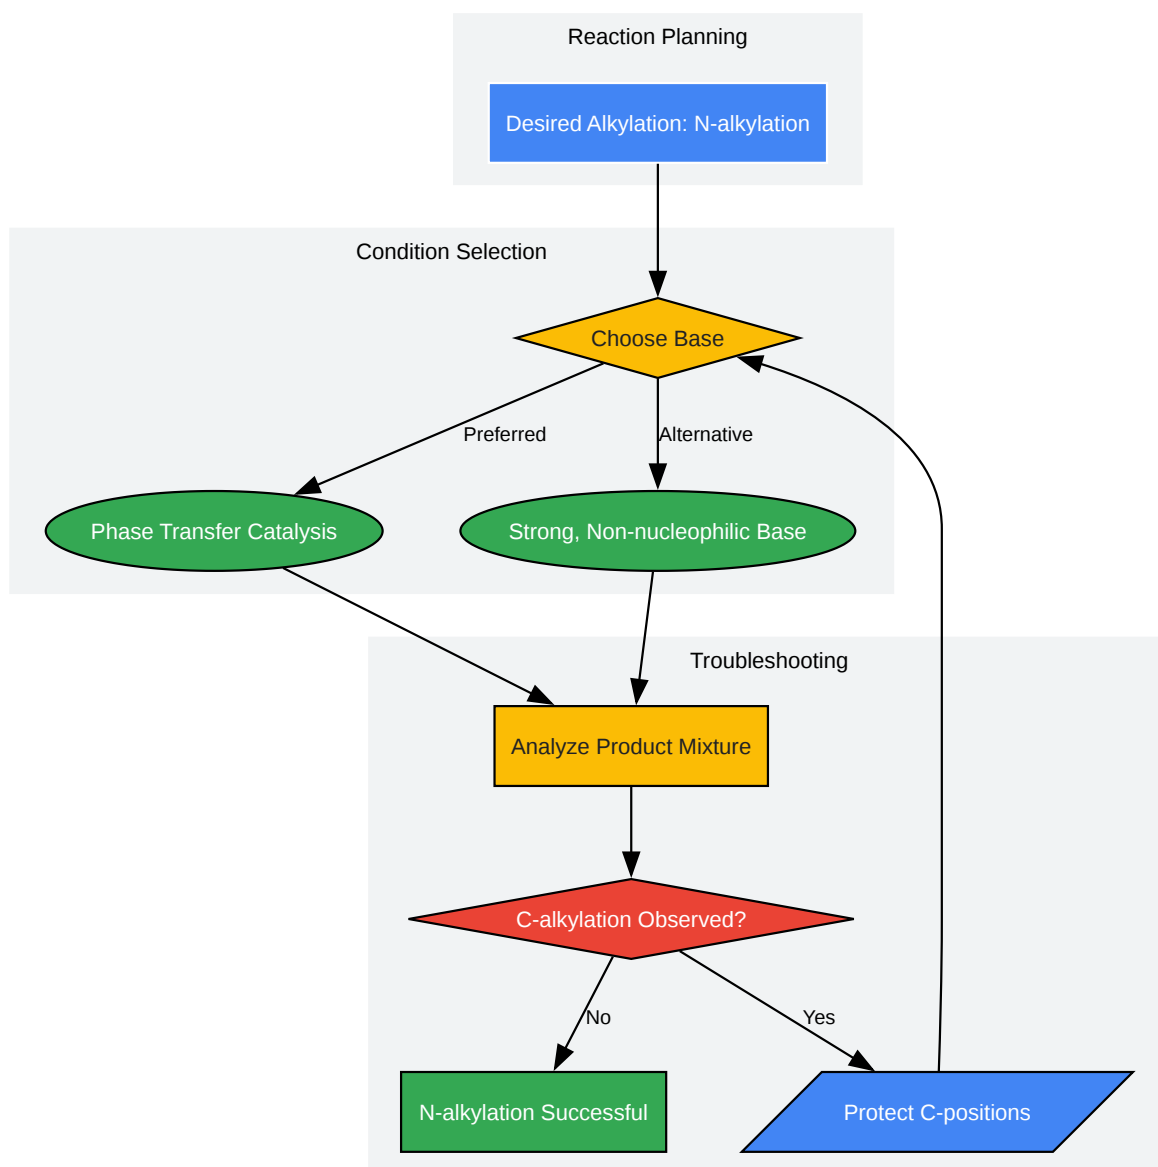 Reaction Planning
Desired Alkylation: N-alkylation
Condition Selection
Choose Base
Preferred
Alternative
Phase Transfer Catalysis
Strong, Non-nucleophilic Base
Troubleshooting
Analyze Product Mixture
C-alkylation Observed?
No
Yes
N-alkylation Successful
Protect C-positions